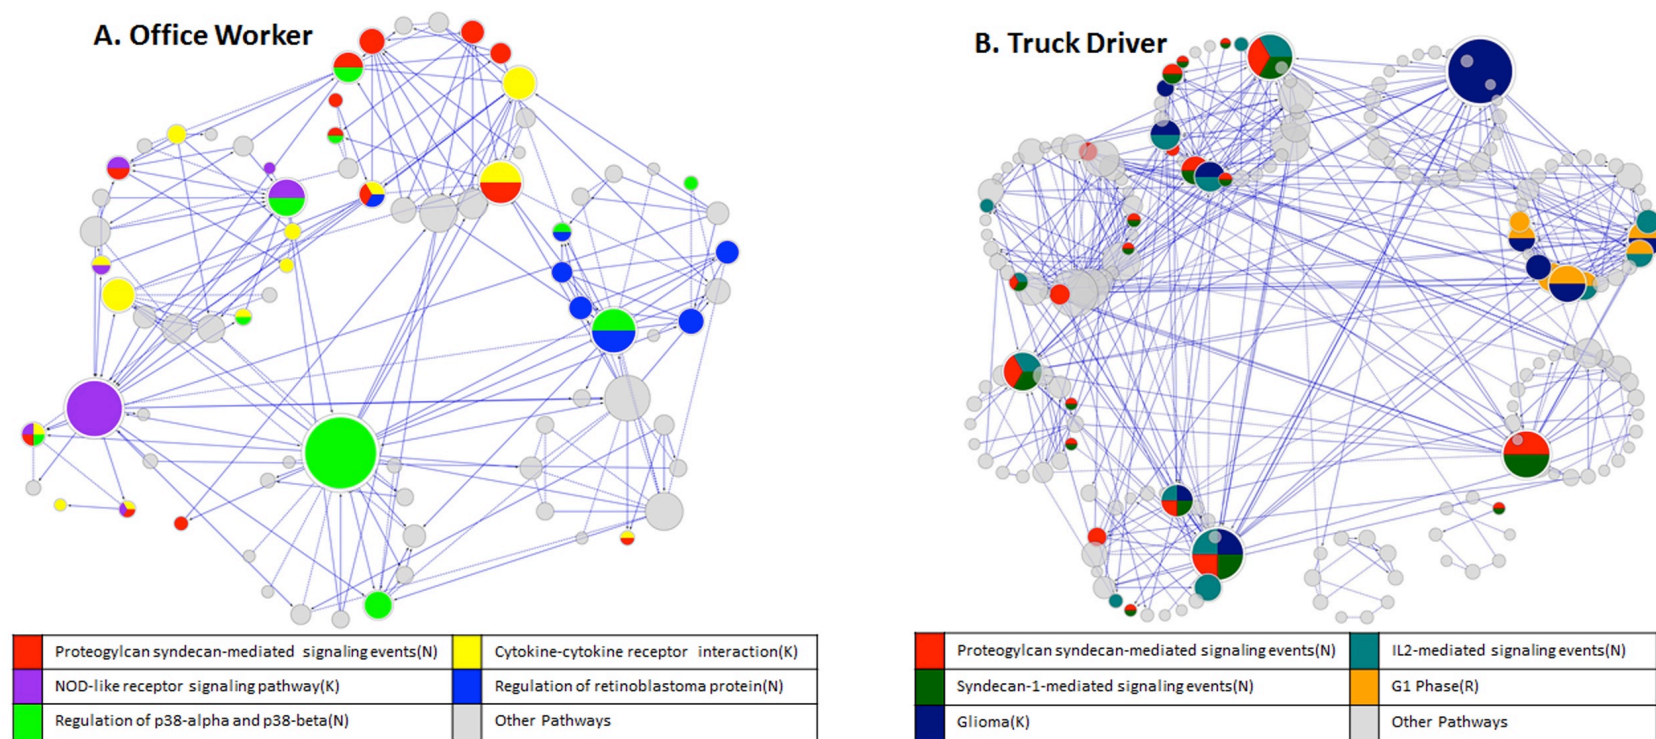 A. Office Worker
B. Truck Driver
Proteogylcan syndecan-mediated signaling events(N)
Cytokine-cytokine receptor interaction(K)
NOD-like receptor signaling pathway(K)
Regulation of retinoblastoma protein(N)
Regulation of p38-alpha and p38-beta(N)
Other Pathways
Proteogylcan syndecan-mediated signaling events(N)
IL2-mediated signaling events(N)
Syndecan-1-mediated signaling events(N)
G1 Phase(R)
Glioma(K)
Other Pathways